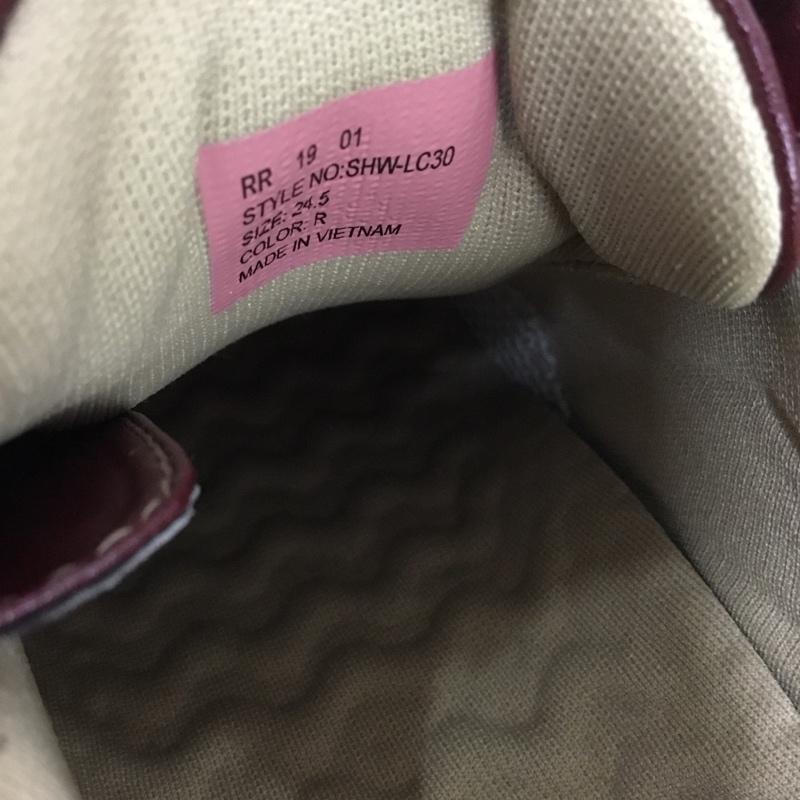 RR 19 01
STYLE NO:SHW-LC30
SIZE: 24.5
COLOR: R
MADE IN VIETNAM